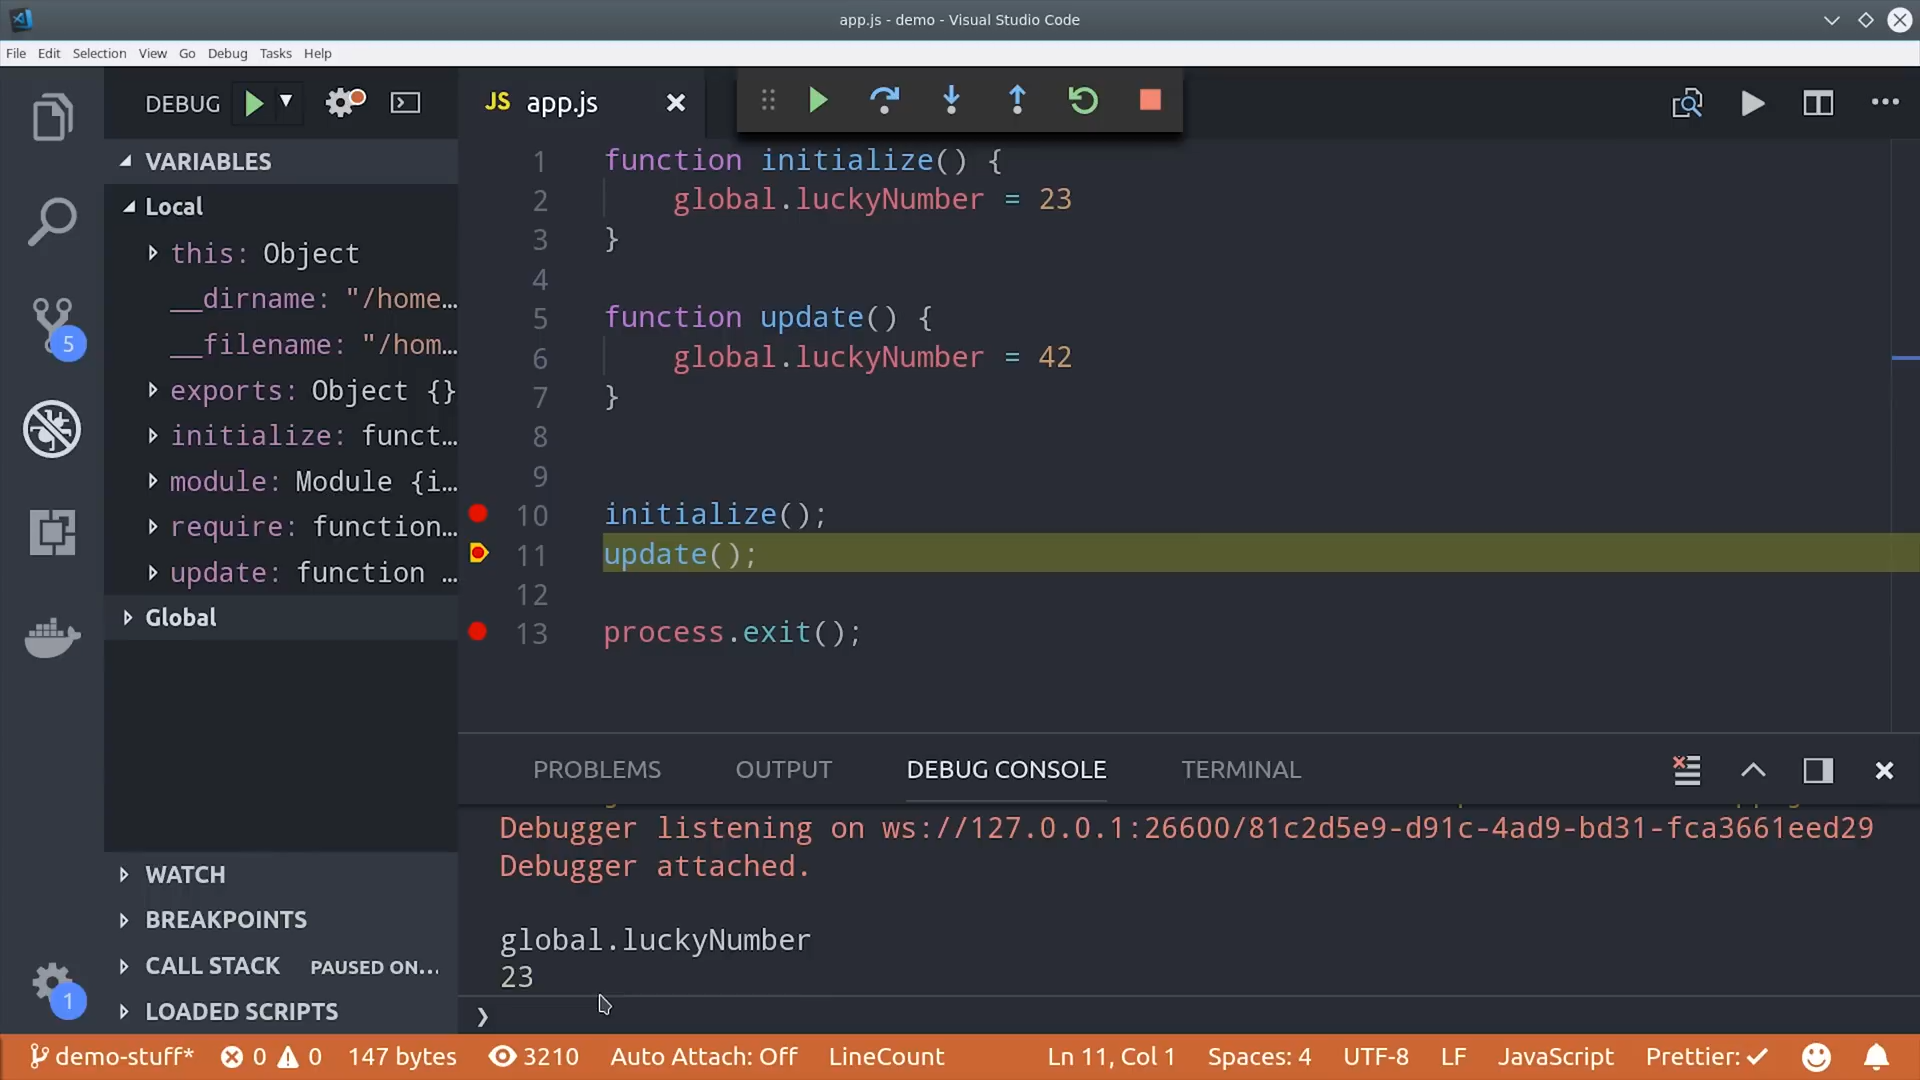 app.js - demo - Visual Studio Code
File Edit Selection View Go Debug Tasks Help
DEBUG
JS app.js
VARIABLES
Local
this: Object
__dirname: "/home…
__filename: "/hom…
exports: Object {}
initialize: funct…
module: Module {i…
require: function…
update: function …
Global
WATCH
BREAKPOINTS
CALL STACK PAUSED ON…
LOADED SCRIPTS
5
1
1 function initialize() {
2 global.luckyNumber = 23
3 }
4
5 function update() {
6 global.luckyNumber = 42
7 }
8
9
10 initialize();
11 update();
12
13 process.exit();
PROBLEMS OUTPUT DEBUG CONSOLE TERMINAL
Debugger listening on ws://127.0.0.1:26600/81c2d5e9-d91c-4ad9-bd31-fca3661eed29
Debugger attached.
global.luckyNumber
23
❯
demo-stuff* 0 0 147 bytes 3210 Auto Attach: Off LineCount Ln 11, Col 1 Spaces: 4 UTF-8 LF JavaScript Prettier: ✓